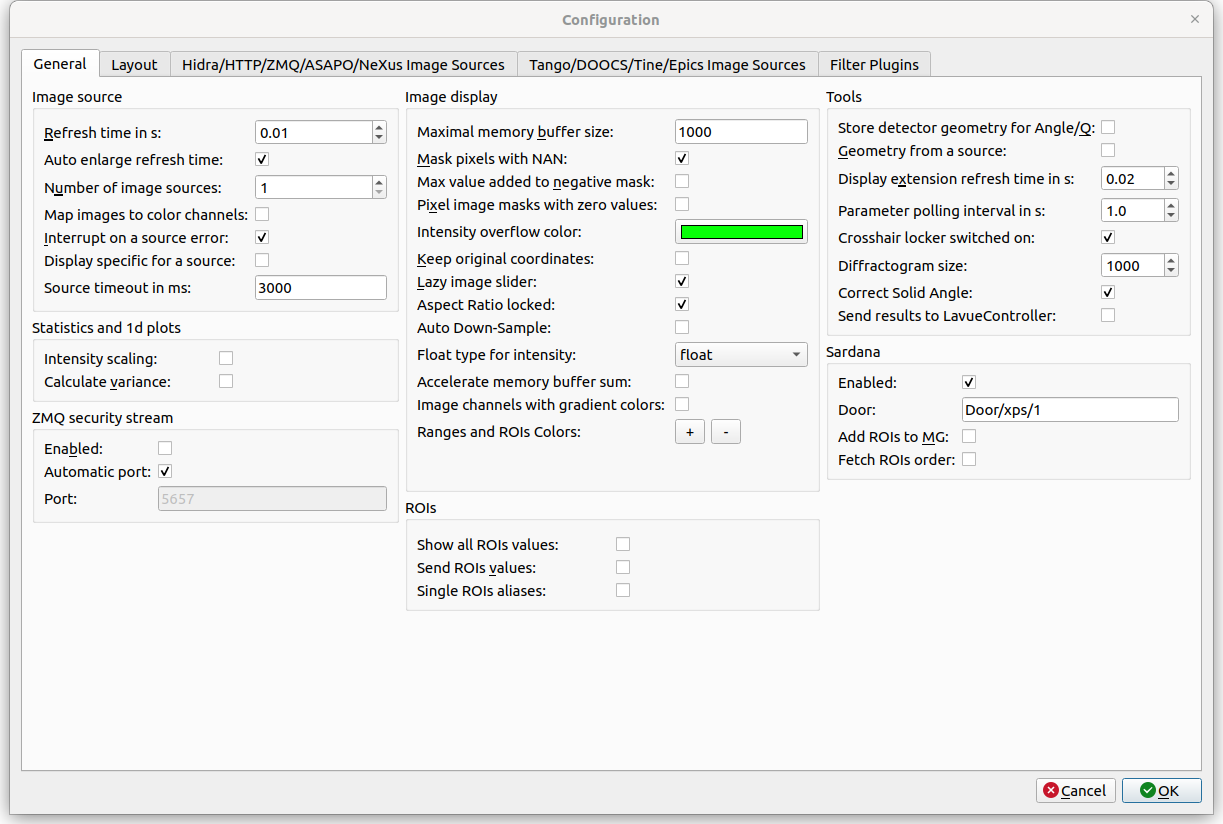 Configuration
General
Layout
Hidra/HTTP/ZMQ/ASAPO/NeXus Image Sources
Tango/DOOCS/Tine/Epics Image Sources
Filter Plugins
Image source
Refresh time in s: 0.01
Auto enlarge refresh time:
Number of image sources: 1
Map images to color channels:
Interrupt on a source error:
Display specific for a source:
Source timeout in ms: 3000
Statistics and 1d plots
Intensity scaling:
Calculate variance:
ZMQ security stream
Enabled:
Automatic port:
Port: 5657
Image display
Maximal memory buffer size: 1000
Mask pixels with NAN:
Max value added to negative mask:
Pixel image masks with zero values:
Intensity overflow color:
Keep original coordinates:
Lazy image slider:
Aspect Ratio locked:
Auto Down-Sample:
Float type for intensity: float
Accelerate memory buffer sum:
Image channels with gradient colors:
Ranges and ROIs Colors: + -
ROIs
Show all ROIs values:
Send ROIs values:
Single ROIs aliases:
Tools
Store detector geometry for Angle/Q:
Geometry from a source:
Display extension refresh time in s: 0.02
Parameter polling interval in s: 1.0
Crosshair locker switched on:
Diffractogram size: 1000
Correct Solid Angle:
Send results to LavueController:
Sardana
Enabled:
Door: Door/xps/1
Add ROIs to MG:
Fetch ROIs order:
Cancel
OK